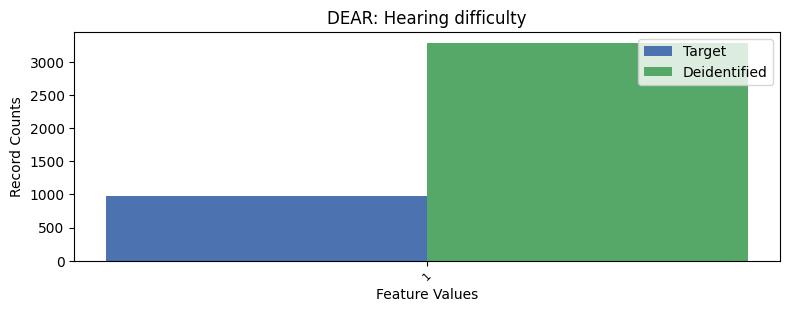 DEAR: Hearing difficulty
Target
Deidentified
Record Counts
3000
2500
2000
1500
1000
500
0
1
Feature Values